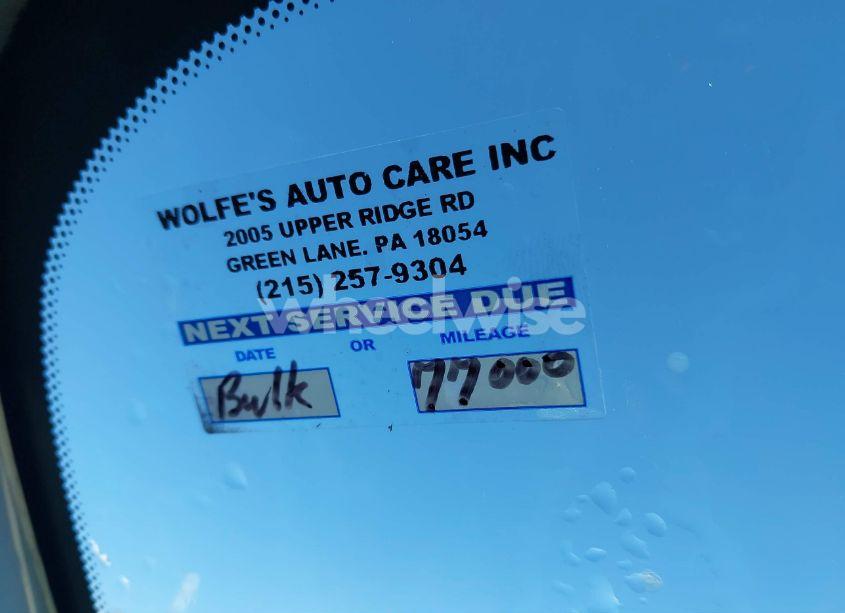 WOLFE'S AUTO CARE INC
2005 UPPER RIDGE RD
GREEN LANE. PA 18054
(215) 257-9304
wheelwise
NEXT SERVICE DUE
DATE OR MILEAGE
Bulk 77000